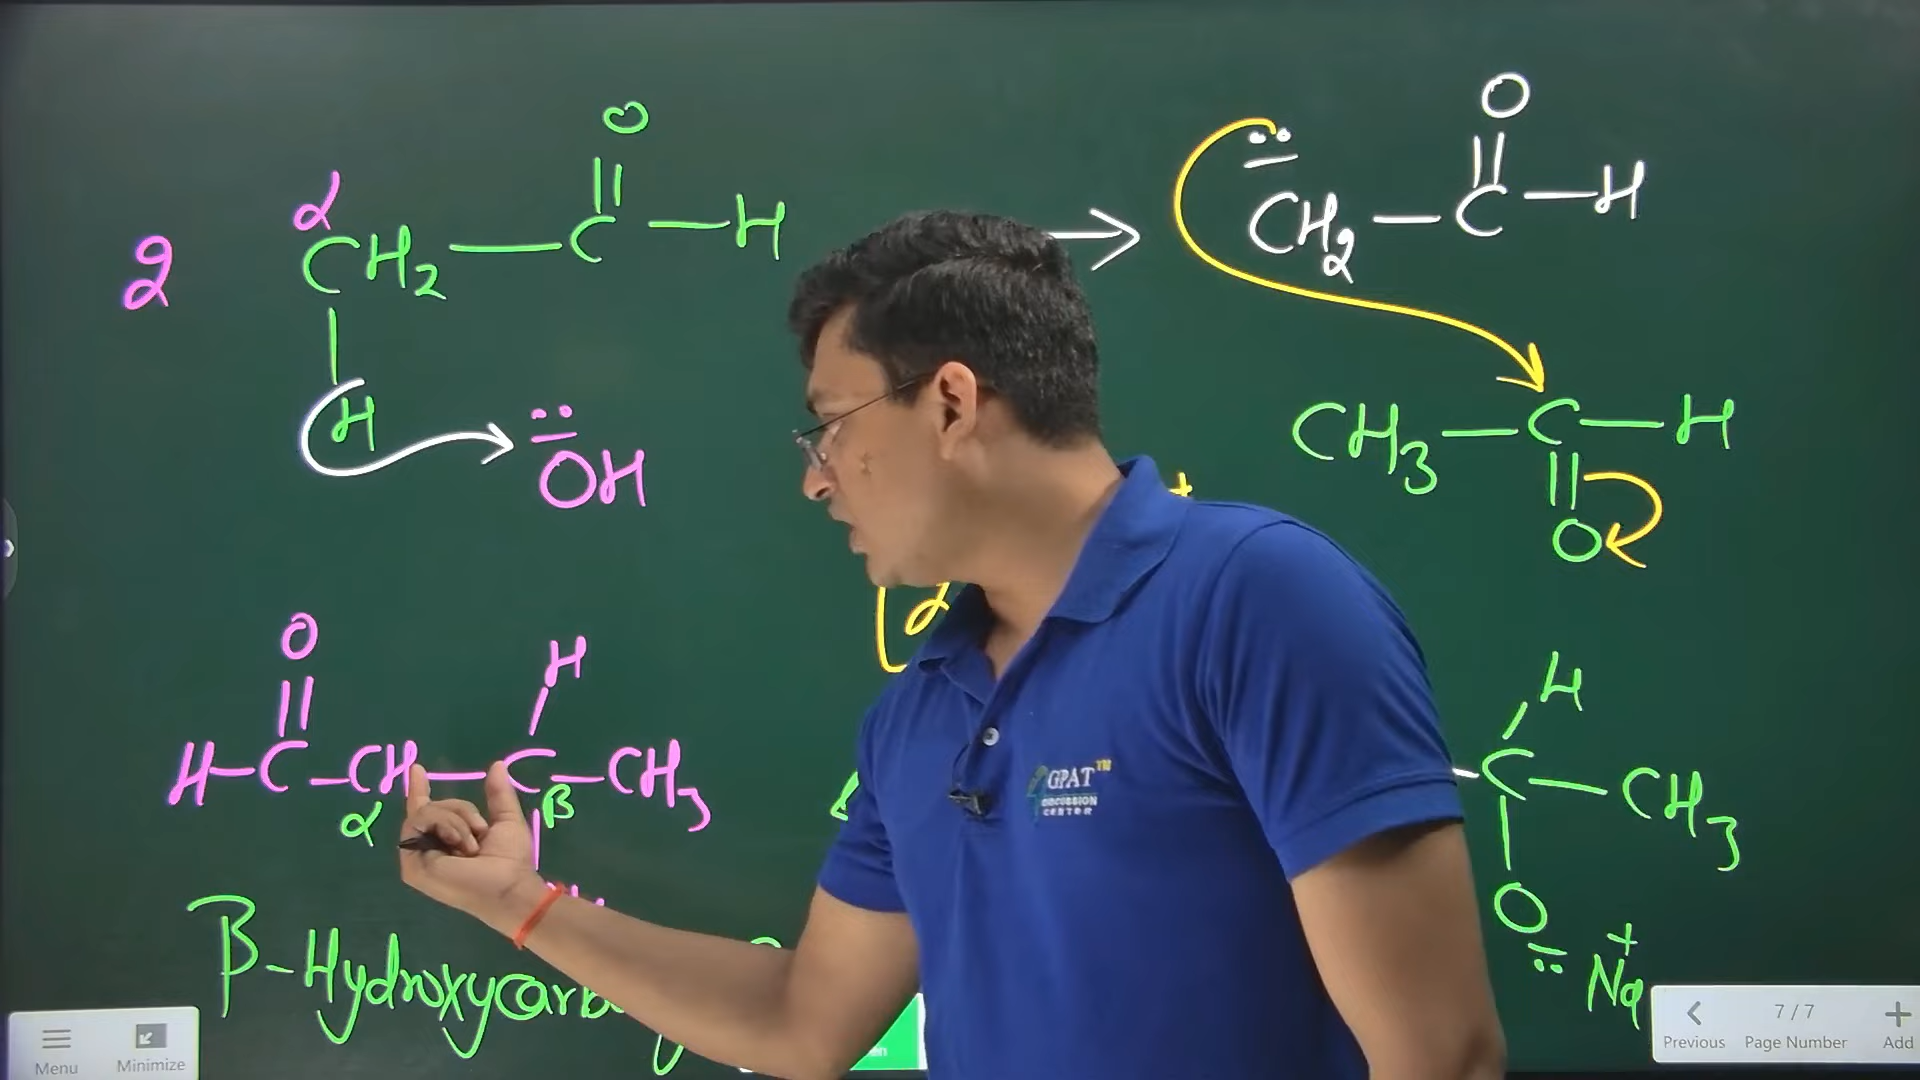 O
α
2 CH2 — C — H
H
OH
O
CH2 — C — H
CH3 — C — H
O
O H
H — C — CH — C — CH3
α β
β-Hydroxycarb
H
C — CH3
O
Na+
GPAT™
DISCUSSION
CENTER
Menu
Minimize
Previous
7 / 7
Page Number
Add